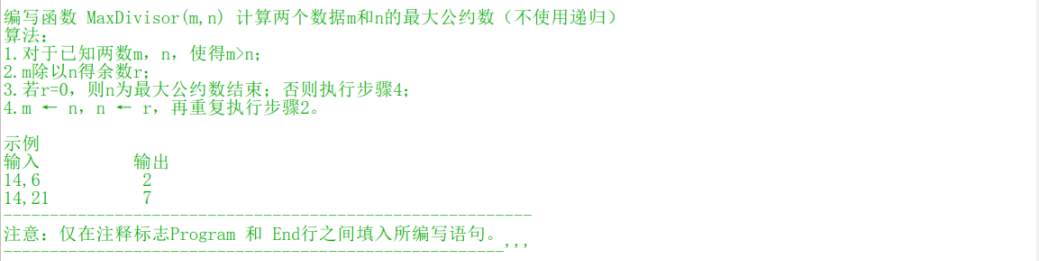 编写函数 MaxDivisor(m,n) 计算两个数据m和n的最大公约数（不使用递归）
算法：
1.对于已知两数m，n，使得m>n；
2.m除以n得余数r；
3.若r=0，则n为最大公约数结束；否则执行步骤4；
4.m ← n，n ← r，再重复执行步骤2。
示例
输入 输出
14,6 2
14,21 7
---------------------------------------------------------
注意：仅在注释标志Program 和 End行之间填入所编写语句。
------------------------------------------------------'''